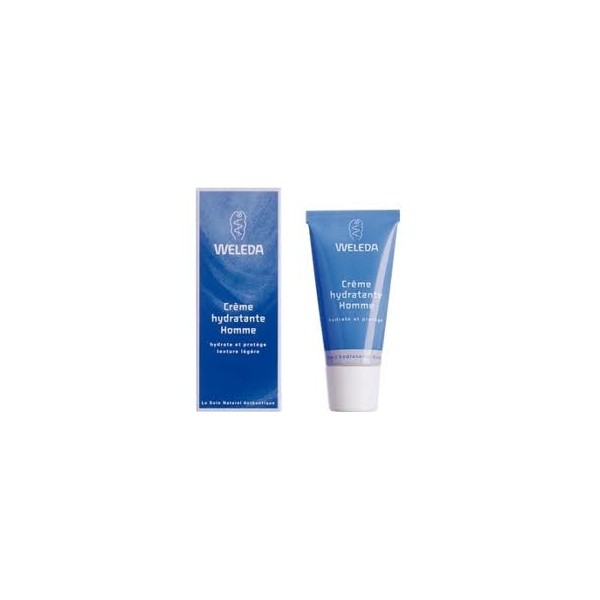 WELEDA
Crème
hydratante
Homme
hydrate et protège
texture légère
Le Soin Naturel Authentique
WELEDA
Crème
hydratante
Homme
hydrate et protège